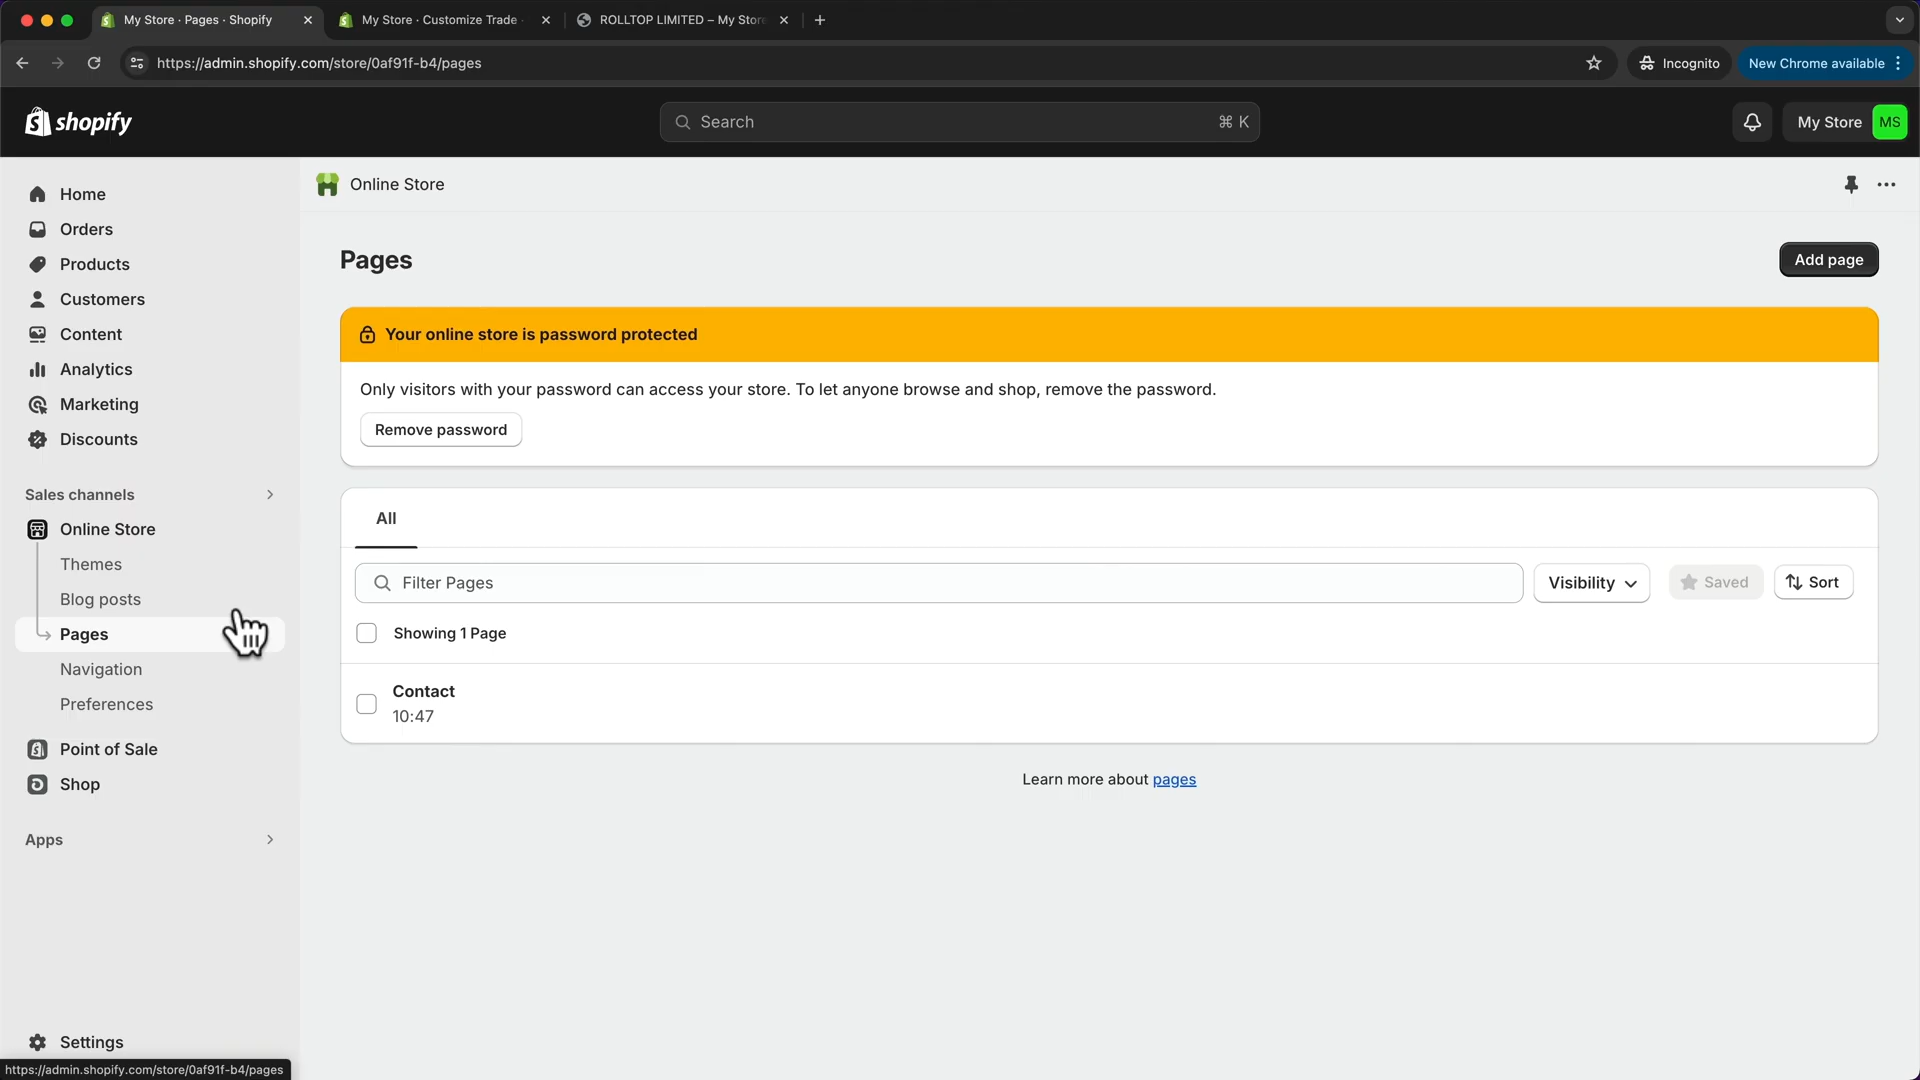 My Store · Pages · Shopify
My Store · Customize Trade
ROLLTOP LIMITED – My Store
https://admin.shopify.com/store/0af91f-b4/pages
Incognito
New Chrome available
shopify
Search
⌘ K
My Store
MS
Home
Orders
Products
Customers
Content
Analytics
Marketing
Discounts
Sales channels
Online Store
Themes
Blog posts
Pages
Navigation
Preferences
Point of Sale
Shop
Apps
Settings
https://admin.shopify.com/store/0af91f-b4/pages
Online Store
Pages
Add page
Your online store is password protected
Only visitors with your password can access your store. To let anyone browse and shop, remove the password.
Remove password
All
Filter Pages
Visibility
Saved
Sort
Showing 1 Page
Contact
10:47
Learn more about pages